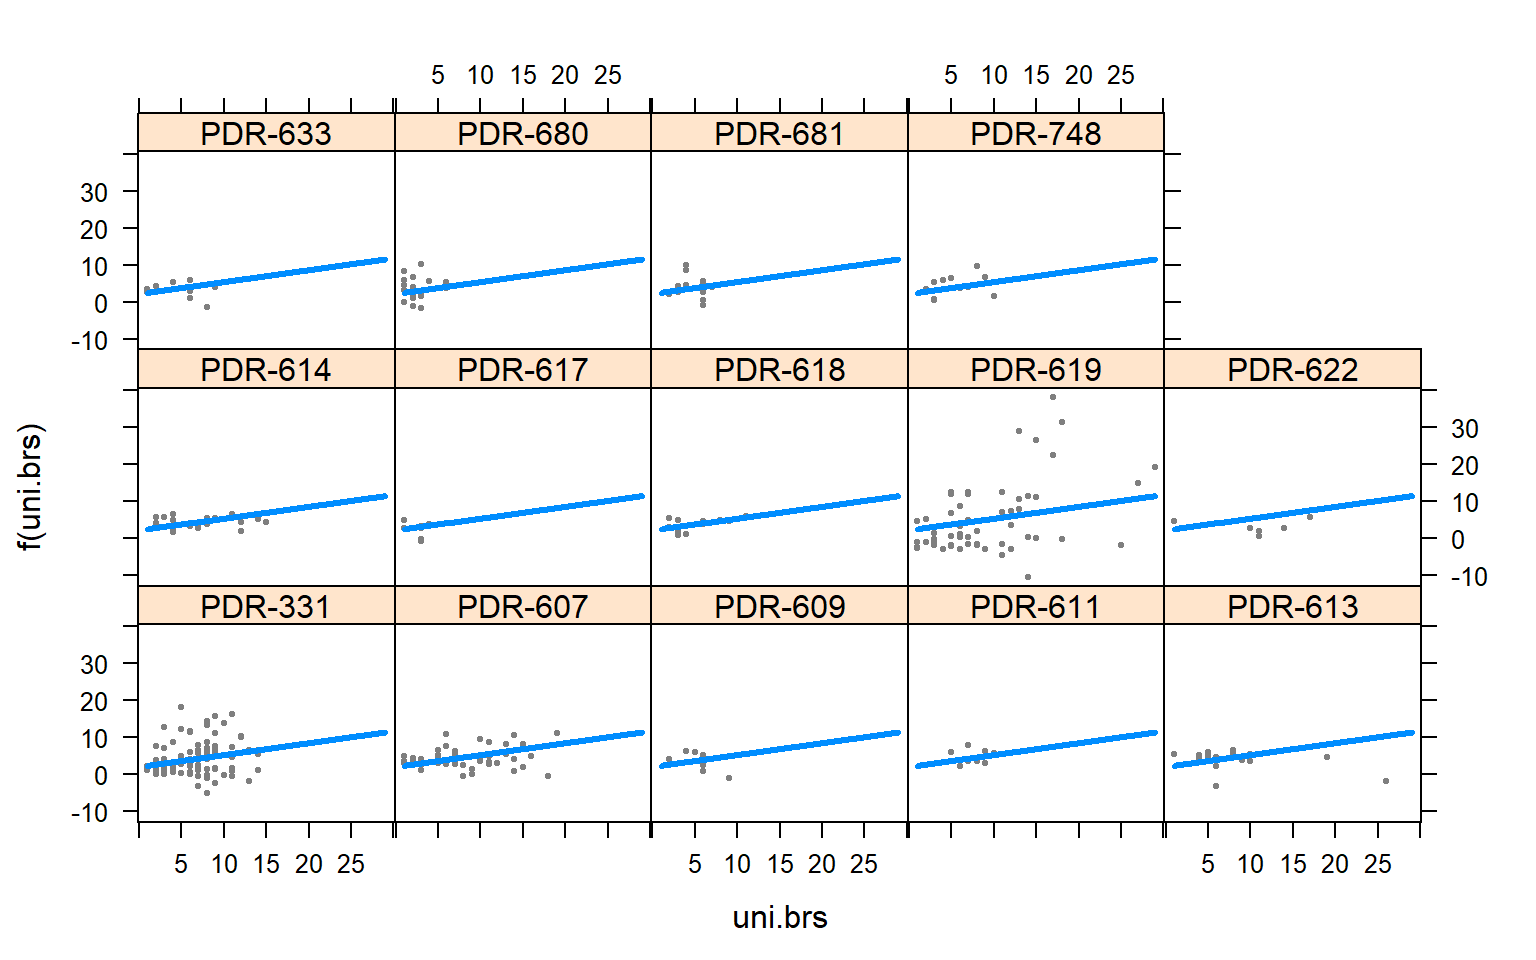 5 10 15 20 25 5 10 15 20 25
PDR-633 PDR-680 PDR-681 PDR-748
30
20
10
0
-10
PDR-614 PDR-617 PDR-618 PDR-619 PDR-622
f(uni.brs)
30
20
10
0
-10
PDR-331 PDR-607 PDR-609 PDR-611 PDR-613
30
20
10
0
-10
5 10 15 20 25 5 10 15 20 25 5 10 15 20 25
uni.brs